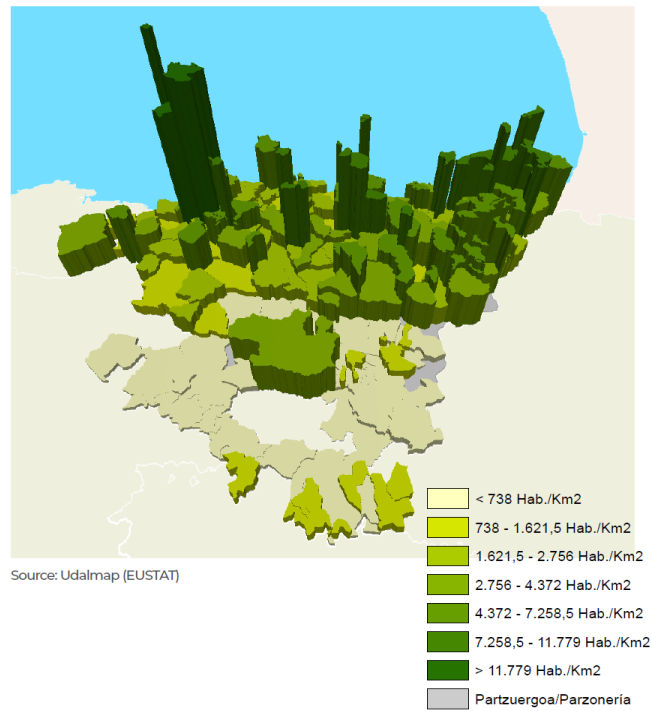 < 738 Hab./Km2
738 - 1.621,5 Hab./Km2
1.621,5 - 2.756 Hab./Km2
2.756 - 4.372 Hab./Km2
4.372 - 7.258,5 Hab./Km2
7.258,5 - 11.779 Hab./Km2
> 11.779 Hab./Km2
Partzuergoa/Parzonería
Source: Udalmap (EUSTAT)